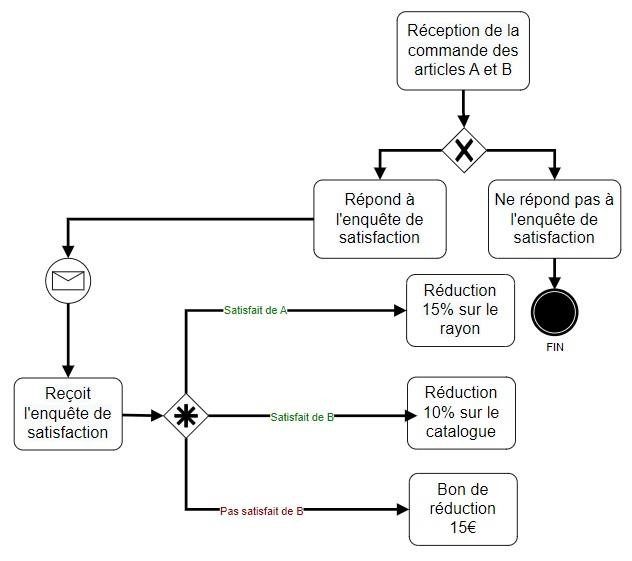 Réception de la
commande des
articles A et B
Répond à
l'enquête de
satisfaction
Ne répond pas à
l'enquête de
satisfaction
FIN
Reçoit
l'enquête de
satisfaction
Satisfait de A
Réduction
15% sur le
rayon
Satisfait de B
Réduction
10% sur le
catalogue
Pas satisfait de B
Bon de
réduction
15€